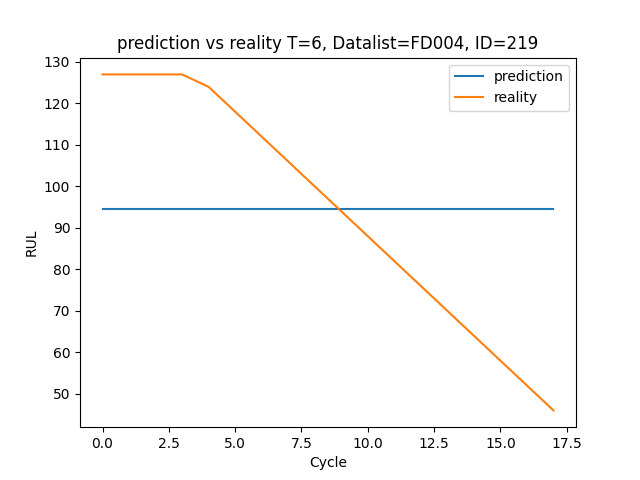 prediction vs reality T=6, Datalist=FD004, ID=219
prediction
reality
130
120
110
100
90
80
70
60
50
RUL
0.0 2.5 5.0 7.5 10.0 12.5 15.0 17.5
Cycle